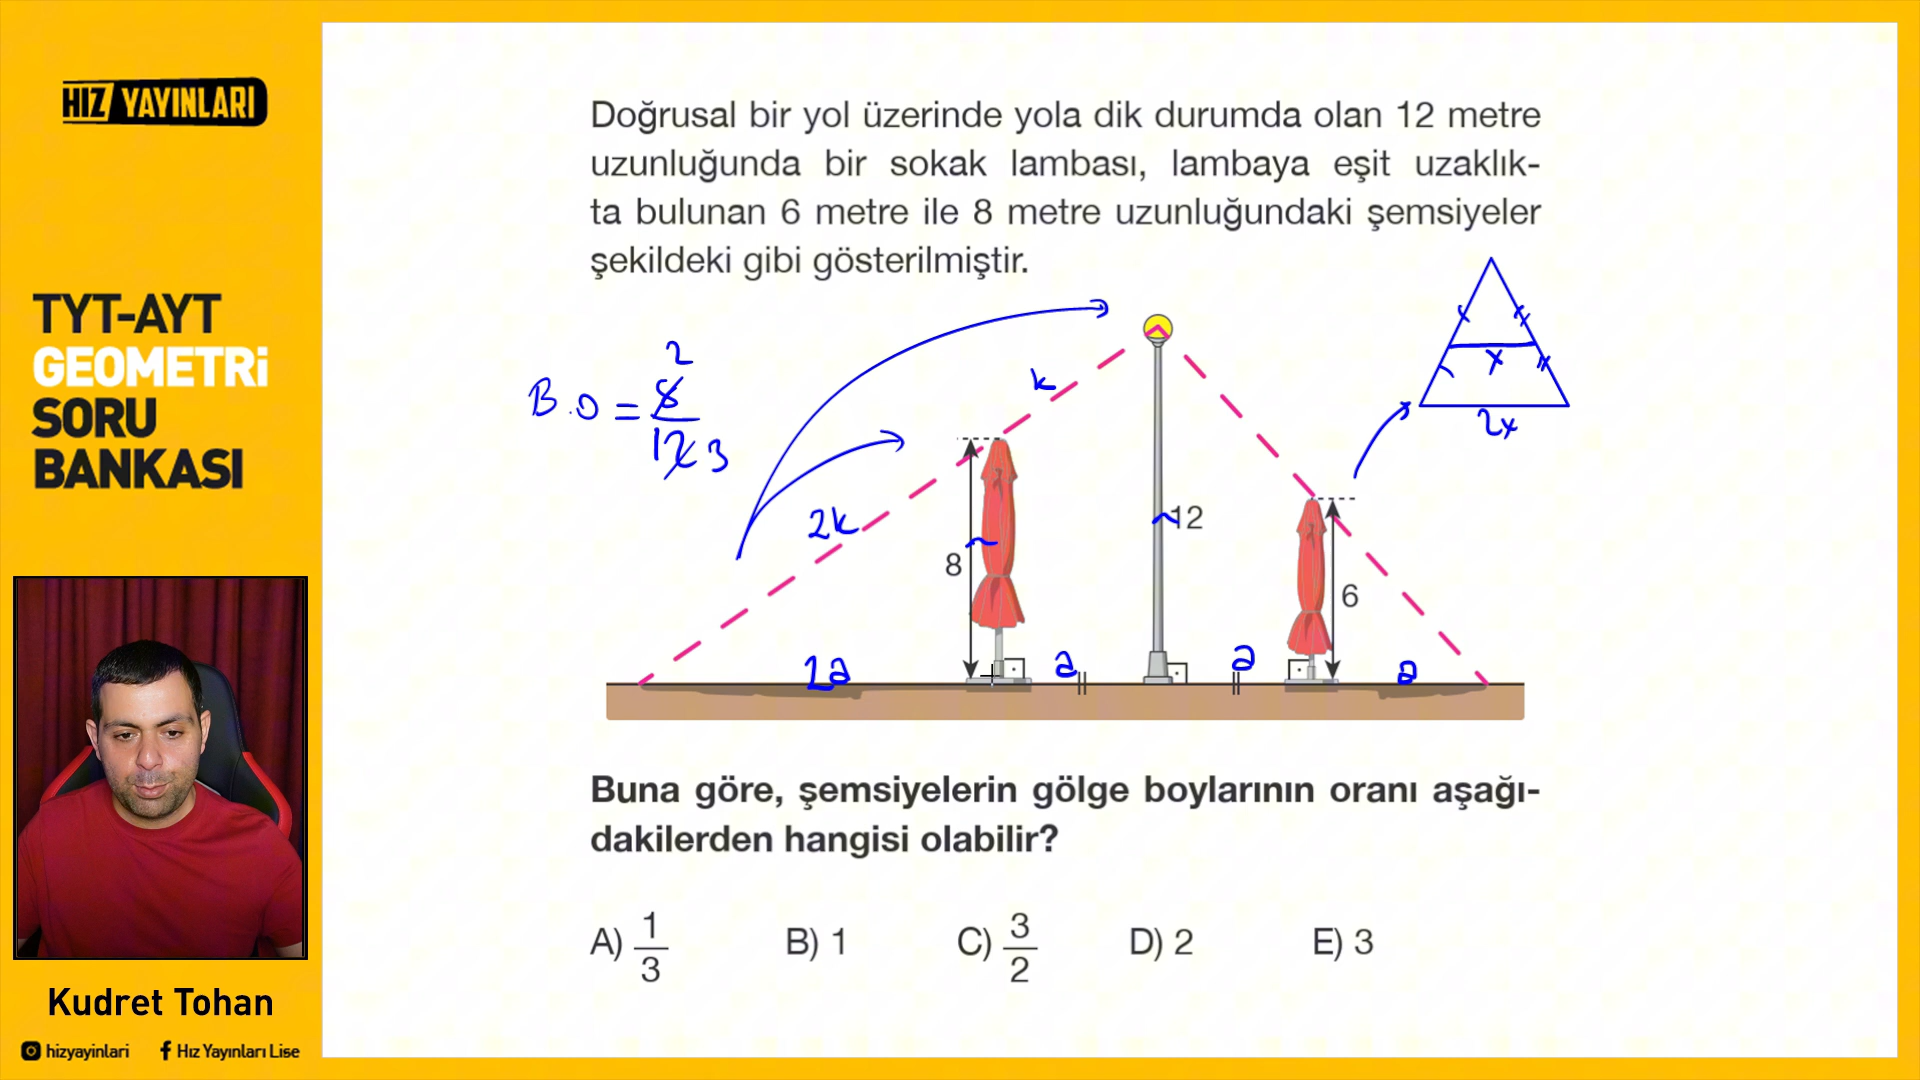 HIZ YAYINLARI
TYT-AYT
GEOMETRİ
SORU
BANKASI
Kudret Tohan
hizyayinlari
Hız Yayınları Lise
Doğrusal bir yol üzerinde yola dik durumda olan 12 metre
uzunluğunda bir sokak lambası, lambaya eşit uzaklık-
ta bulunan 6 metre ile 8 metre uzunluğundaki şemsiyeler
şekildeki gibi gösterilmiştir.
B.O = 8/12
2
3
k
2k
8
12
6
x
2x
2a
a
a
a
Buna göre, şemsiyelerin gölge boylarının oranı aşağı-
dakilerden hangisi olabilir?
A) 1/3 B) 1 C) 3/2 D) 2 E) 3